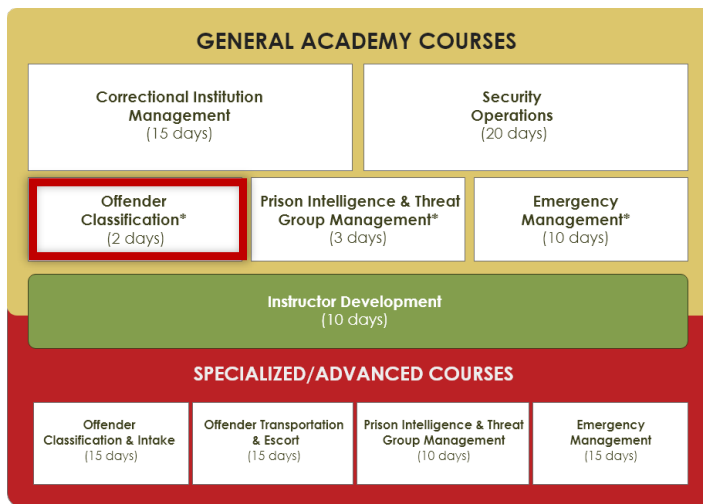 GENERAL ACADEMY COURSES
Correctional Institution
Management
(15 days)
Security
Operations
(20 days)
Offender
Classification*
(2 days)
Prison Intelligence & Threat
Group Management*
(3 days)
Emergency
Management*
(10 days)
Instructor Development
(10 days)
SPECIALIZED/ADVANCED COURSES
Offender
Classification & Intake
(15 days)
Offender Transportation
& Escort
(15 days)
Prison Intelligence & Threat
Group Management
(10 days)
Emergency
Management
(15 days)